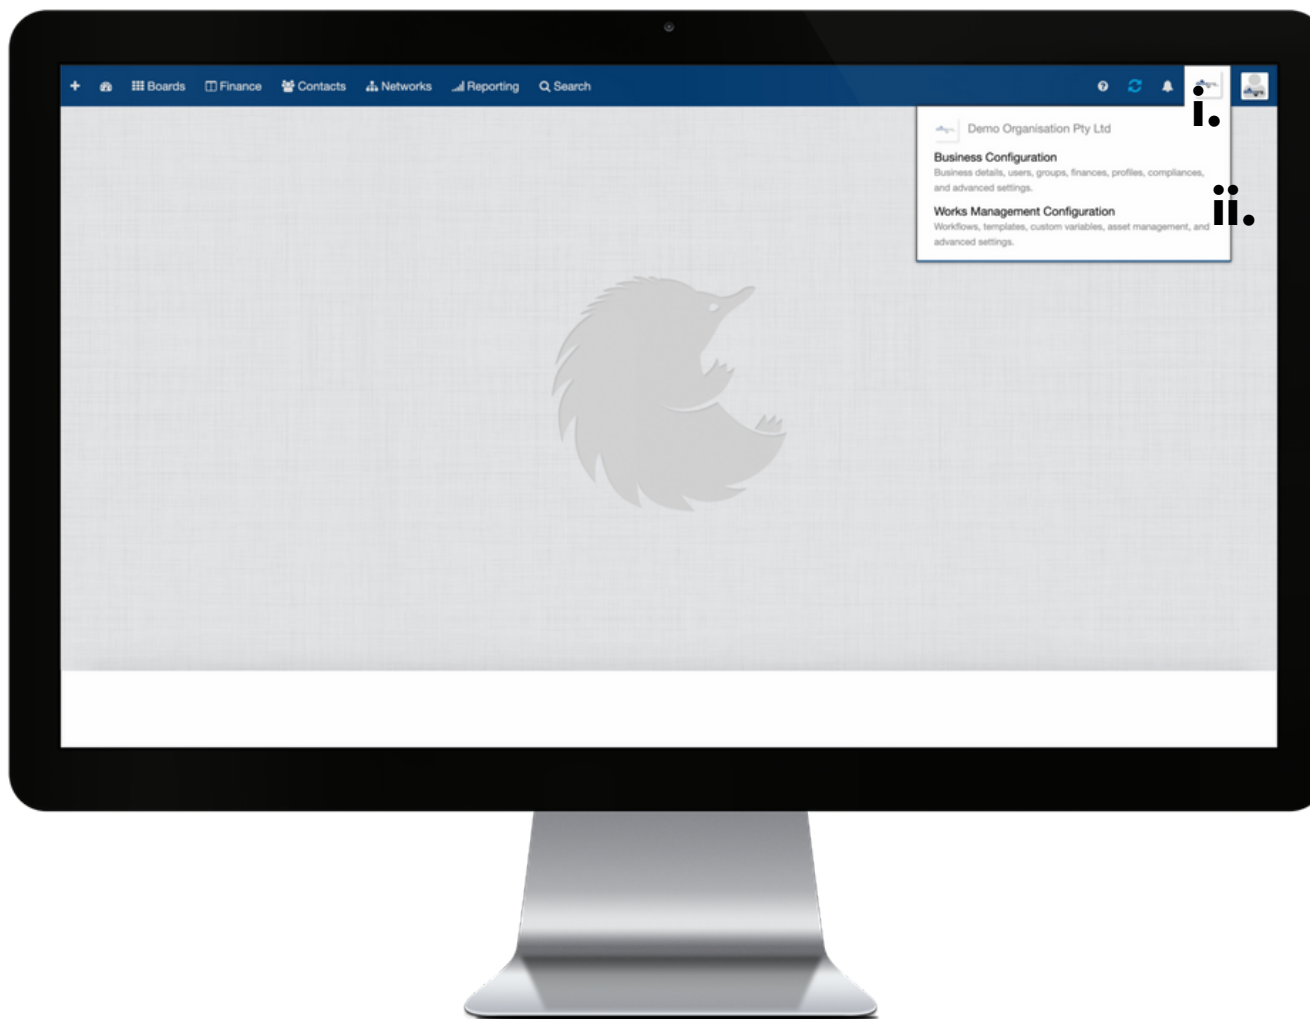 Boards Finance Contacts Networks Reporting Search
i.
Demo Organisation Pty Ltd
Business Configuration
Business details, users, groups, finances, profiles, compliances,
and advanced settings.
ii.
Works Management Configuration
Workflows, templates, custom variables, asset management, and
advanced settings.